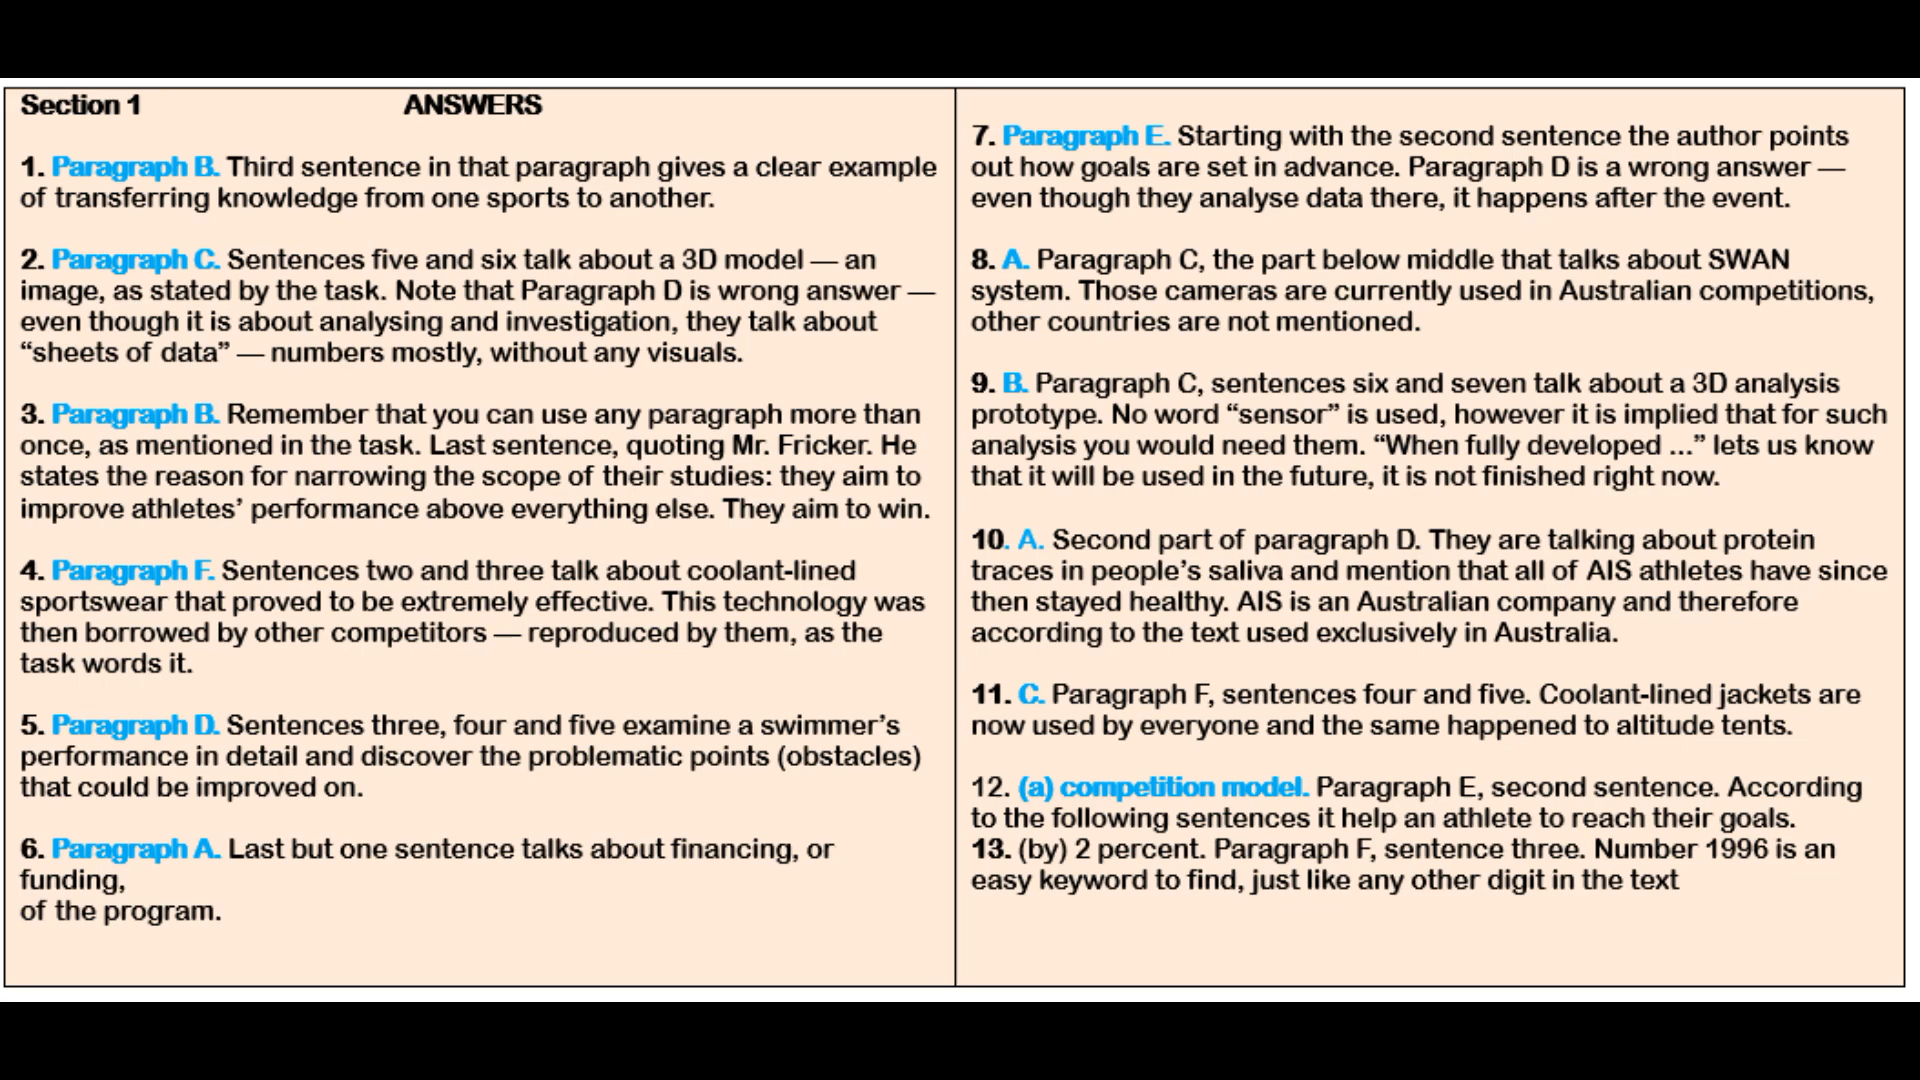 Section 1 ANSWERS
1. Paragraph B. Third sentence in that paragraph gives a clear example
of transferring knowledge from one sports to another.
2. Paragraph C. Sentences five and six talk about a 3D model — an
image, as stated by the task. Note that Paragraph D is wrong answer —
even though it is about analysing and investigation, they talk about
“sheets of data” — numbers mostly, without any visuals.
3. Paragraph B. Remember that you can use any paragraph more than
once, as mentioned in the task. Last sentence, quoting Mr. Fricker. He
states the reason for narrowing the scope of their studies: they aim to
improve athletes’ performance above everything else. They aim to win.
4. Paragraph F. Sentences two and three talk about coolant-lined
sportswear that proved to be extremely effective. This technology was
then borrowed by other competitors — reproduced by them, as the
task words it.
5. Paragraph D. Sentences three, four and five examine a swimmer’s
performance in detail and discover the problematic points (obstacles)
that could be improved on.
6. Paragraph A. Last but one sentence talks about financing, or
funding,
of the program.
7. Paragraph E. Starting with the second sentence the author points
out how goals are set in advance. Paragraph D is a wrong answer —
even though they analyse data there, it happens after the event.
8. A. Paragraph C, the part below middle that talks about SWAN
system. Those cameras are currently used in Australian competitions,
other countries are not mentioned.
9. B. Paragraph C, sentences six and seven talk about a 3D analysis
prototype. No word “sensor” is used, however it is implied that for such
analysis you would need them. “When fully developed ...” lets us know
that it will be used in the future, it is not finished right now.
10. A. Second part of paragraph D. They are talking about protein
traces in people’s saliva and mention that all of AIS athletes have since
then stayed healthy. AIS is an Australian company and therefore
according to the text used exclusively in Australia.
11. C. Paragraph F, sentences four and five. Coolant-lined jackets are
now used by everyone and the same happened to altitude tents.
12. (a) competition model. Paragraph E, second sentence. According
to the following sentences it help an athlete to reach their goals.
13. (by) 2 percent. Paragraph F, sentence three. Number 1996 is an
easy keyword to find, just like any other digit in the text